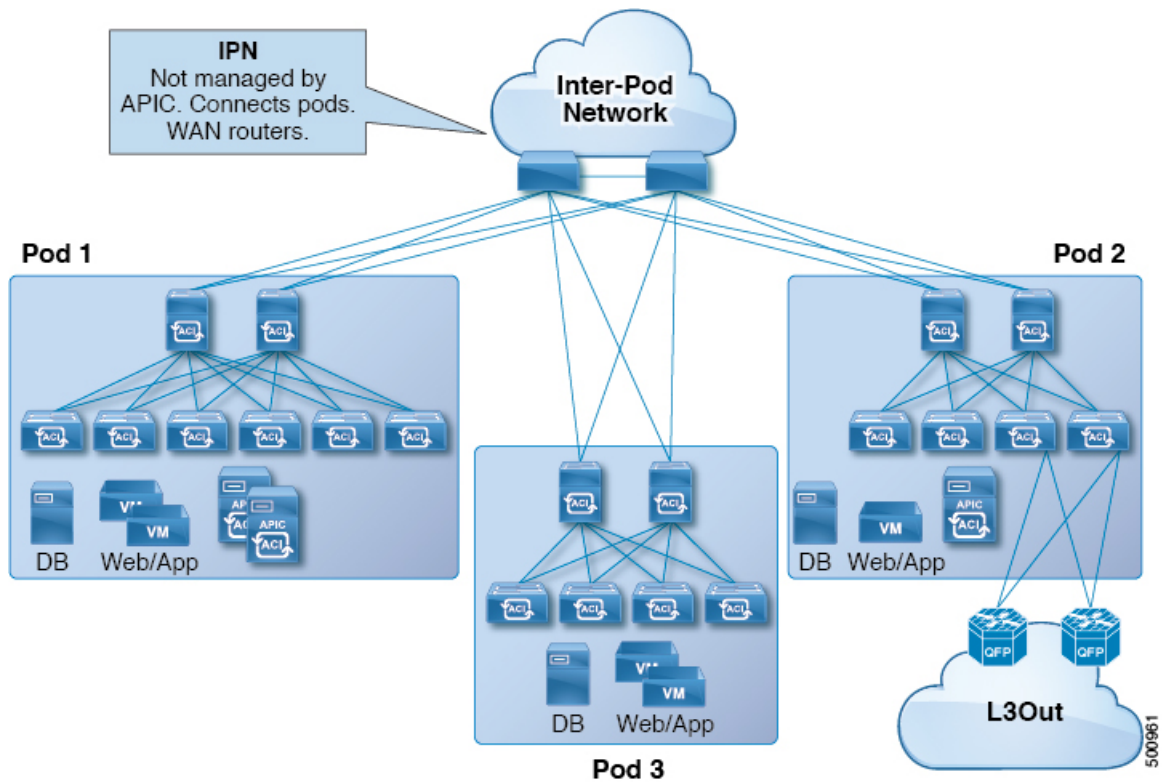 IPN
Not managed by
APIC. Connects pods.
WAN routers.
Inter-Pod
Network
Pod 1
Pod 2
ACI
ACI
ACI
ACI
ACI
ACI
ACI
ACI
ACI
ACI
ACI
ACI
ACI
ACI
DB
VM
VM
Web/App
APIC
ACI
APIC
ACI
DB
VM
Web/App
APIC
ACI
ACI
ACI
ACI
ACI
ACI
ACI
DB
VM
VM
Web/App
Pod 3
QFP
QFP
L3Out
500961